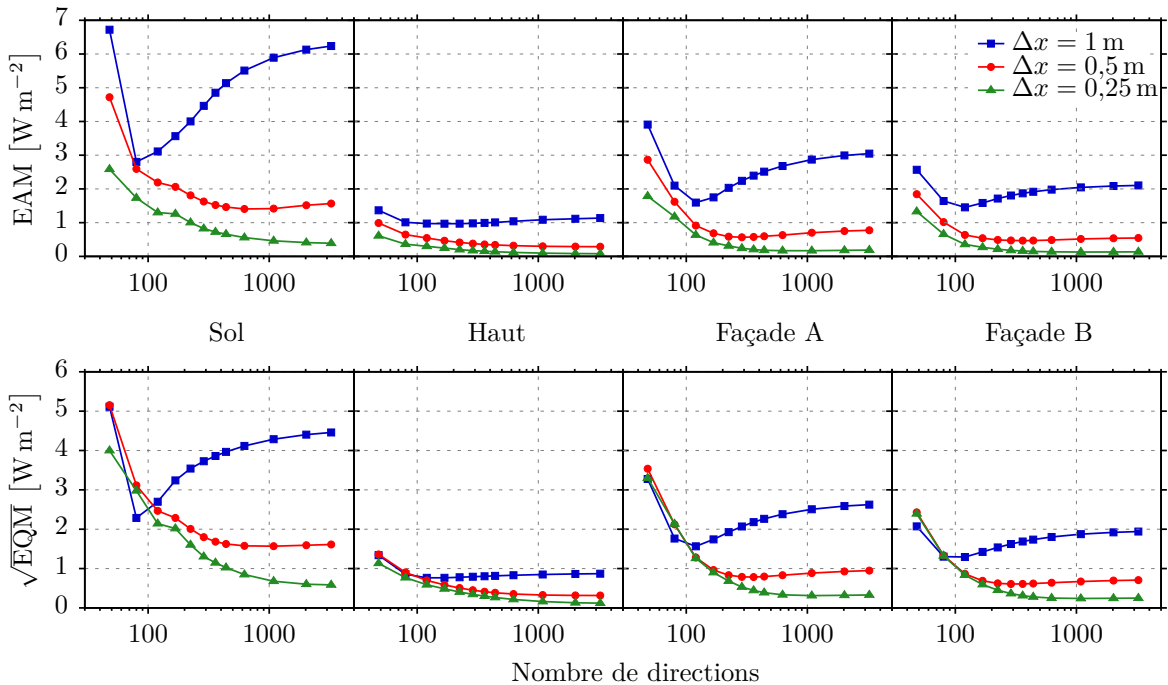 EAM [W m−2]
7
6
5
4
3
2
1
0
100 1000 100 1000 100 1000 100 1000
Δx = 1 m
Δx = 0,5 m
Δx = 0,25 m
Sol Haut Façade A Façade B
√EQM [W m−2]
6
5
4
3
2
1
0
100 1000 100 1000 100 1000 100 1000
Nombre de directions